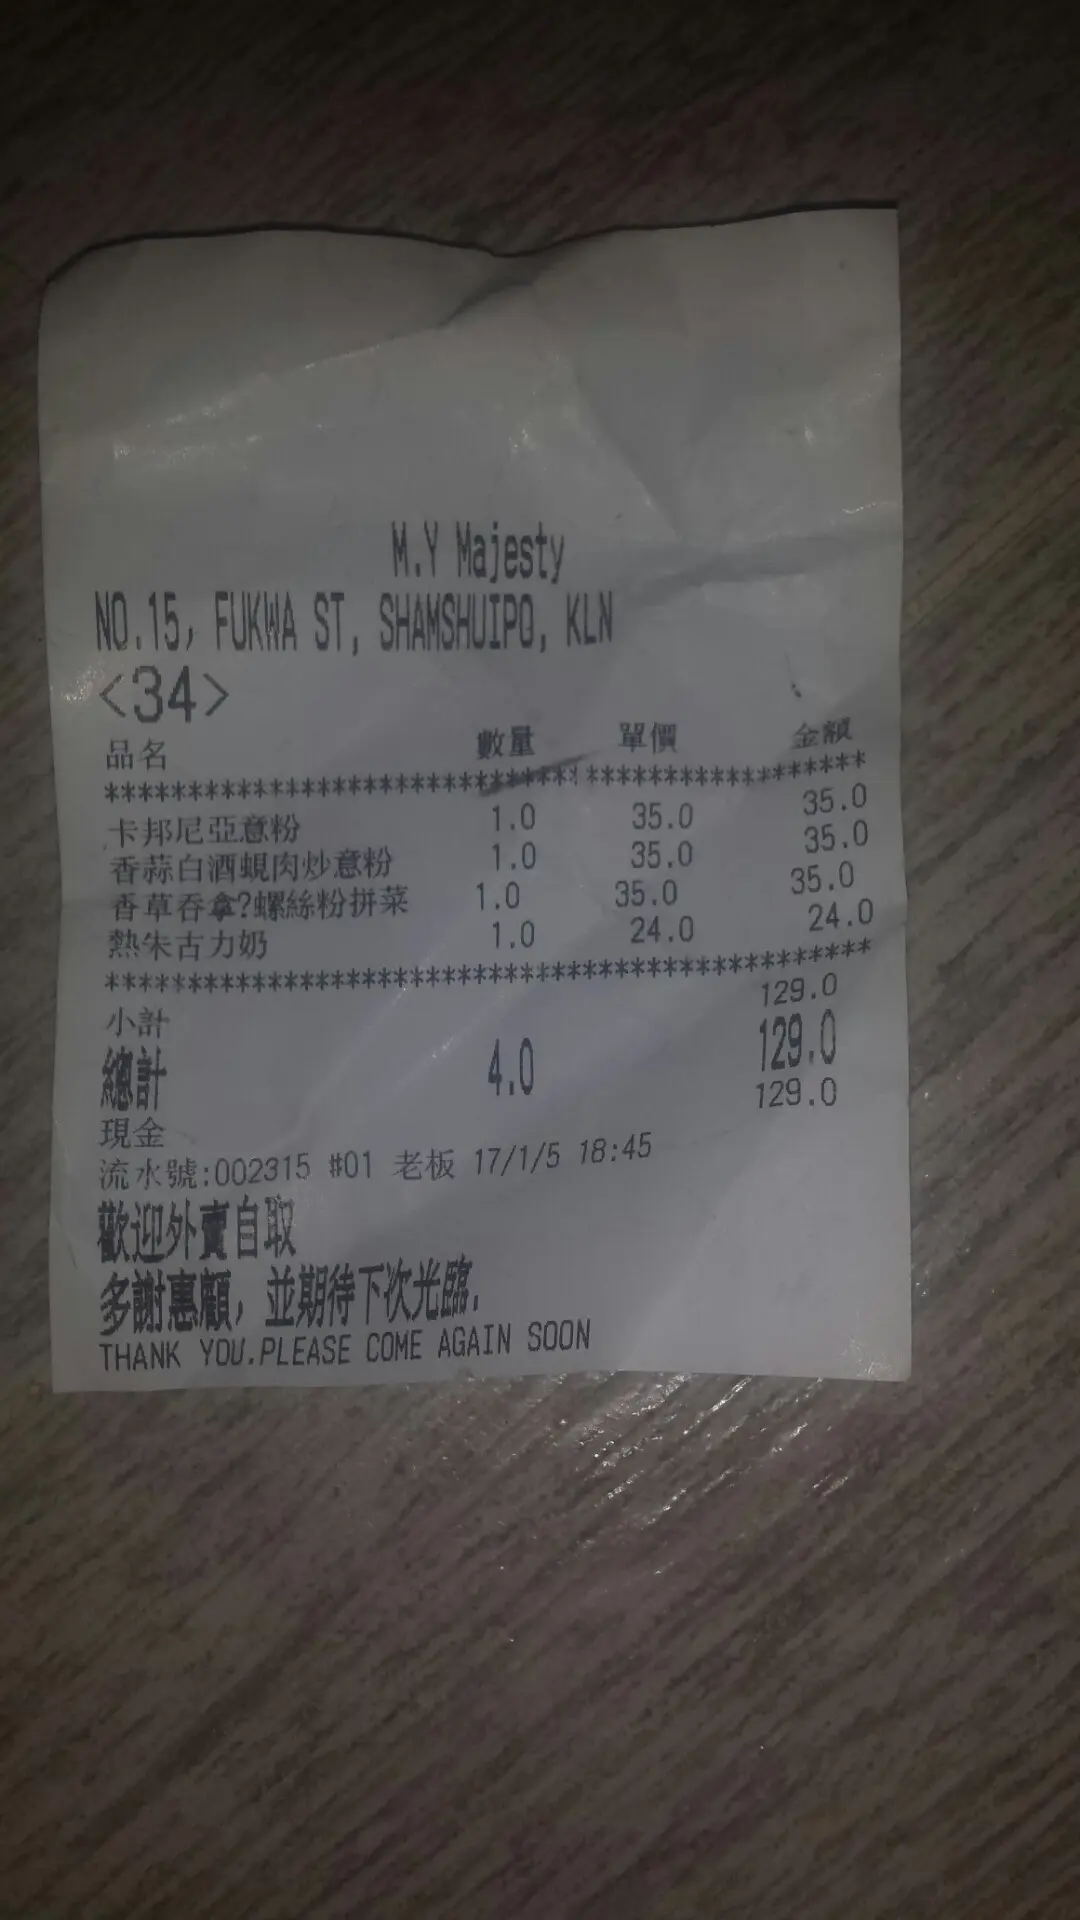 M.Y Majesty
NO.15, FUKWA ST, SHAMSHUIPO, KLN
<34>
品名 數量 單價 金額
**********************************************
卡邦尼亞意粉 1.0 35.0 35.0
香蒜白酒蜆肉炒意粉 1.0 35.0 35.0
香草吞拿?螺絲粉拼菜 1.0 35.0 35.0
熱朱古力奶 1.0 24.0 24.0
**********************************************
小計 129.0
總計 4.0 129.0
現金 129.0
流水號:002315 #01 老板 17/1/5 18:45
歡迎外賣自取
多謝惠顧, 並期待下次光臨.
THANK YOU.PLEASE COME AGAIN SOON